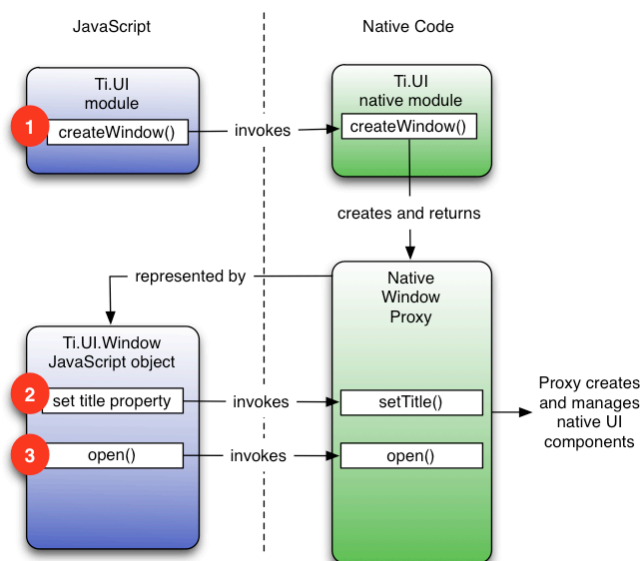 JavaScript
Native Code
Ti.UI
module
1
createWindow()
invokes
Ti.UI
native module
createWindow()
creates and returns
represented by
Native
Window
Proxy
Ti.UI.Window
JavaScript object
2
set title property
invokes
setTitle()
3
open()
invokes
open()
Proxy creates
and manages
native UI
components